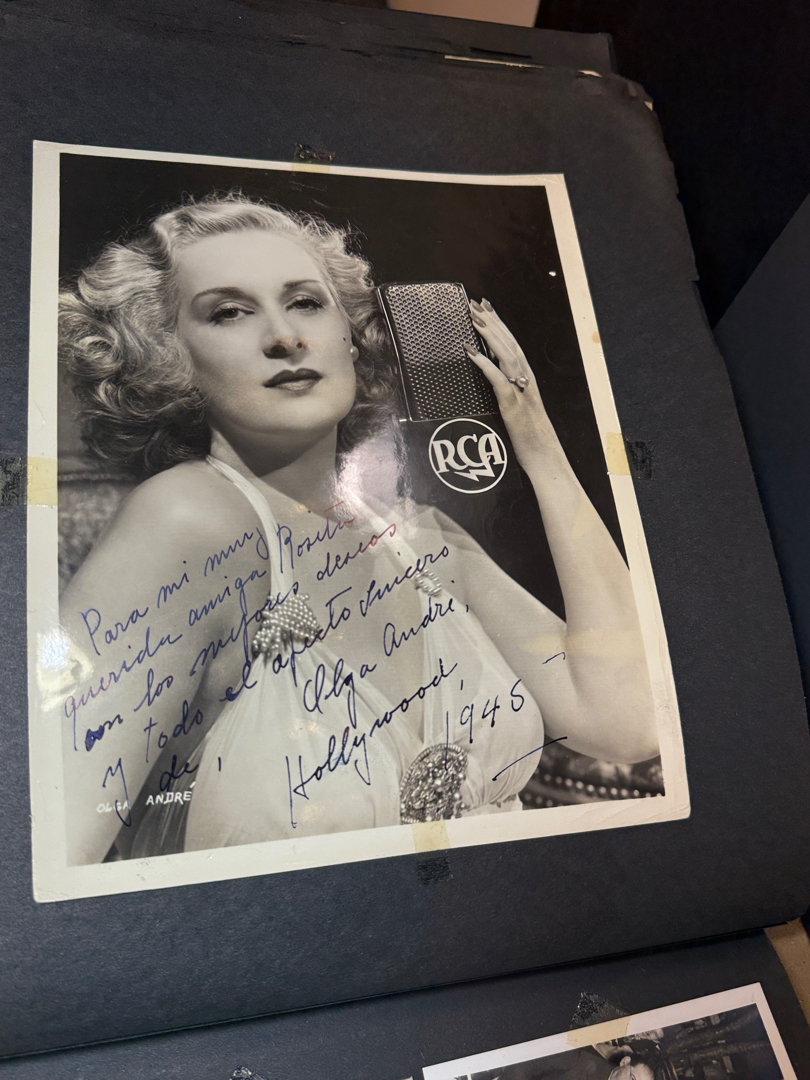 RCA
Para mi muy
querida amiga Rosita
con los mejores deseos
y todo el afecto sincero
de, Olga Andre,
Hollywood,
1945
OLGA ANDRE